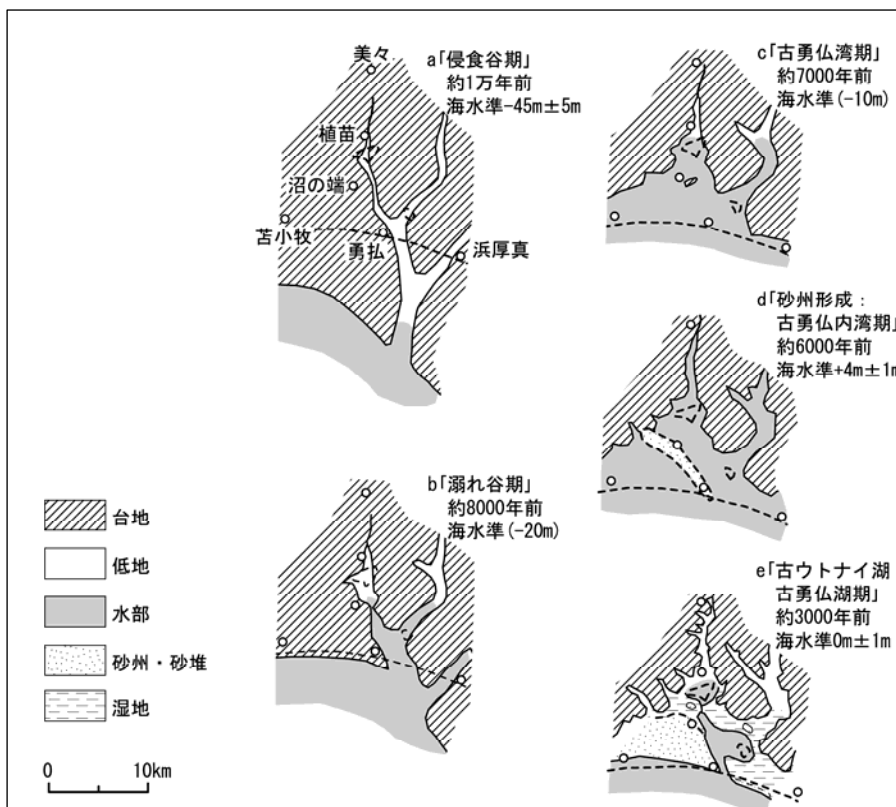 美々
a「侵食谷期」
約1万年前
海水準-45m±5m
植苗
沼の端
苫小牧
勇払
浜厚真
b「溺れ谷期」
約8000年前
海水準(-20m)
台地
低地
水部
砂州・砂堆
湿地
0 10km
c「古勇仏湾期」
約7000年前
海水準(-10m)
d「砂州形成：
古勇仏内湾期」
約6000年前
海水準+4m±1m
e「古ウトナイ湖
古勇仏湖期」
約3000年前
海水準0m±1m